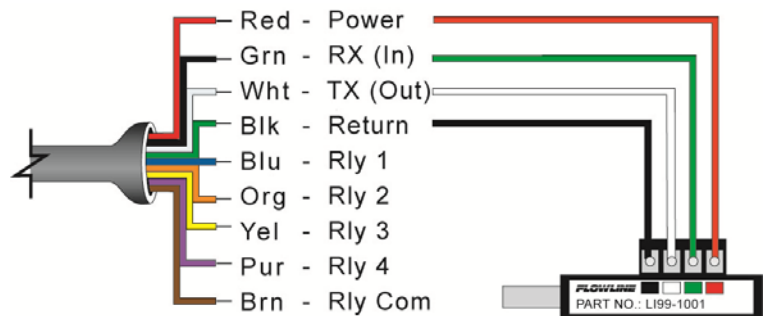 Red - Power
Grn - RX (In)
Wht - TX (Out)
Blk - Return
Blu - Rly 1
Org - Rly 2
Yel - Rly 3
Pur - Rly 4
Brn - Rly Com
FLOWLINE
PART NO.: LI99-1001